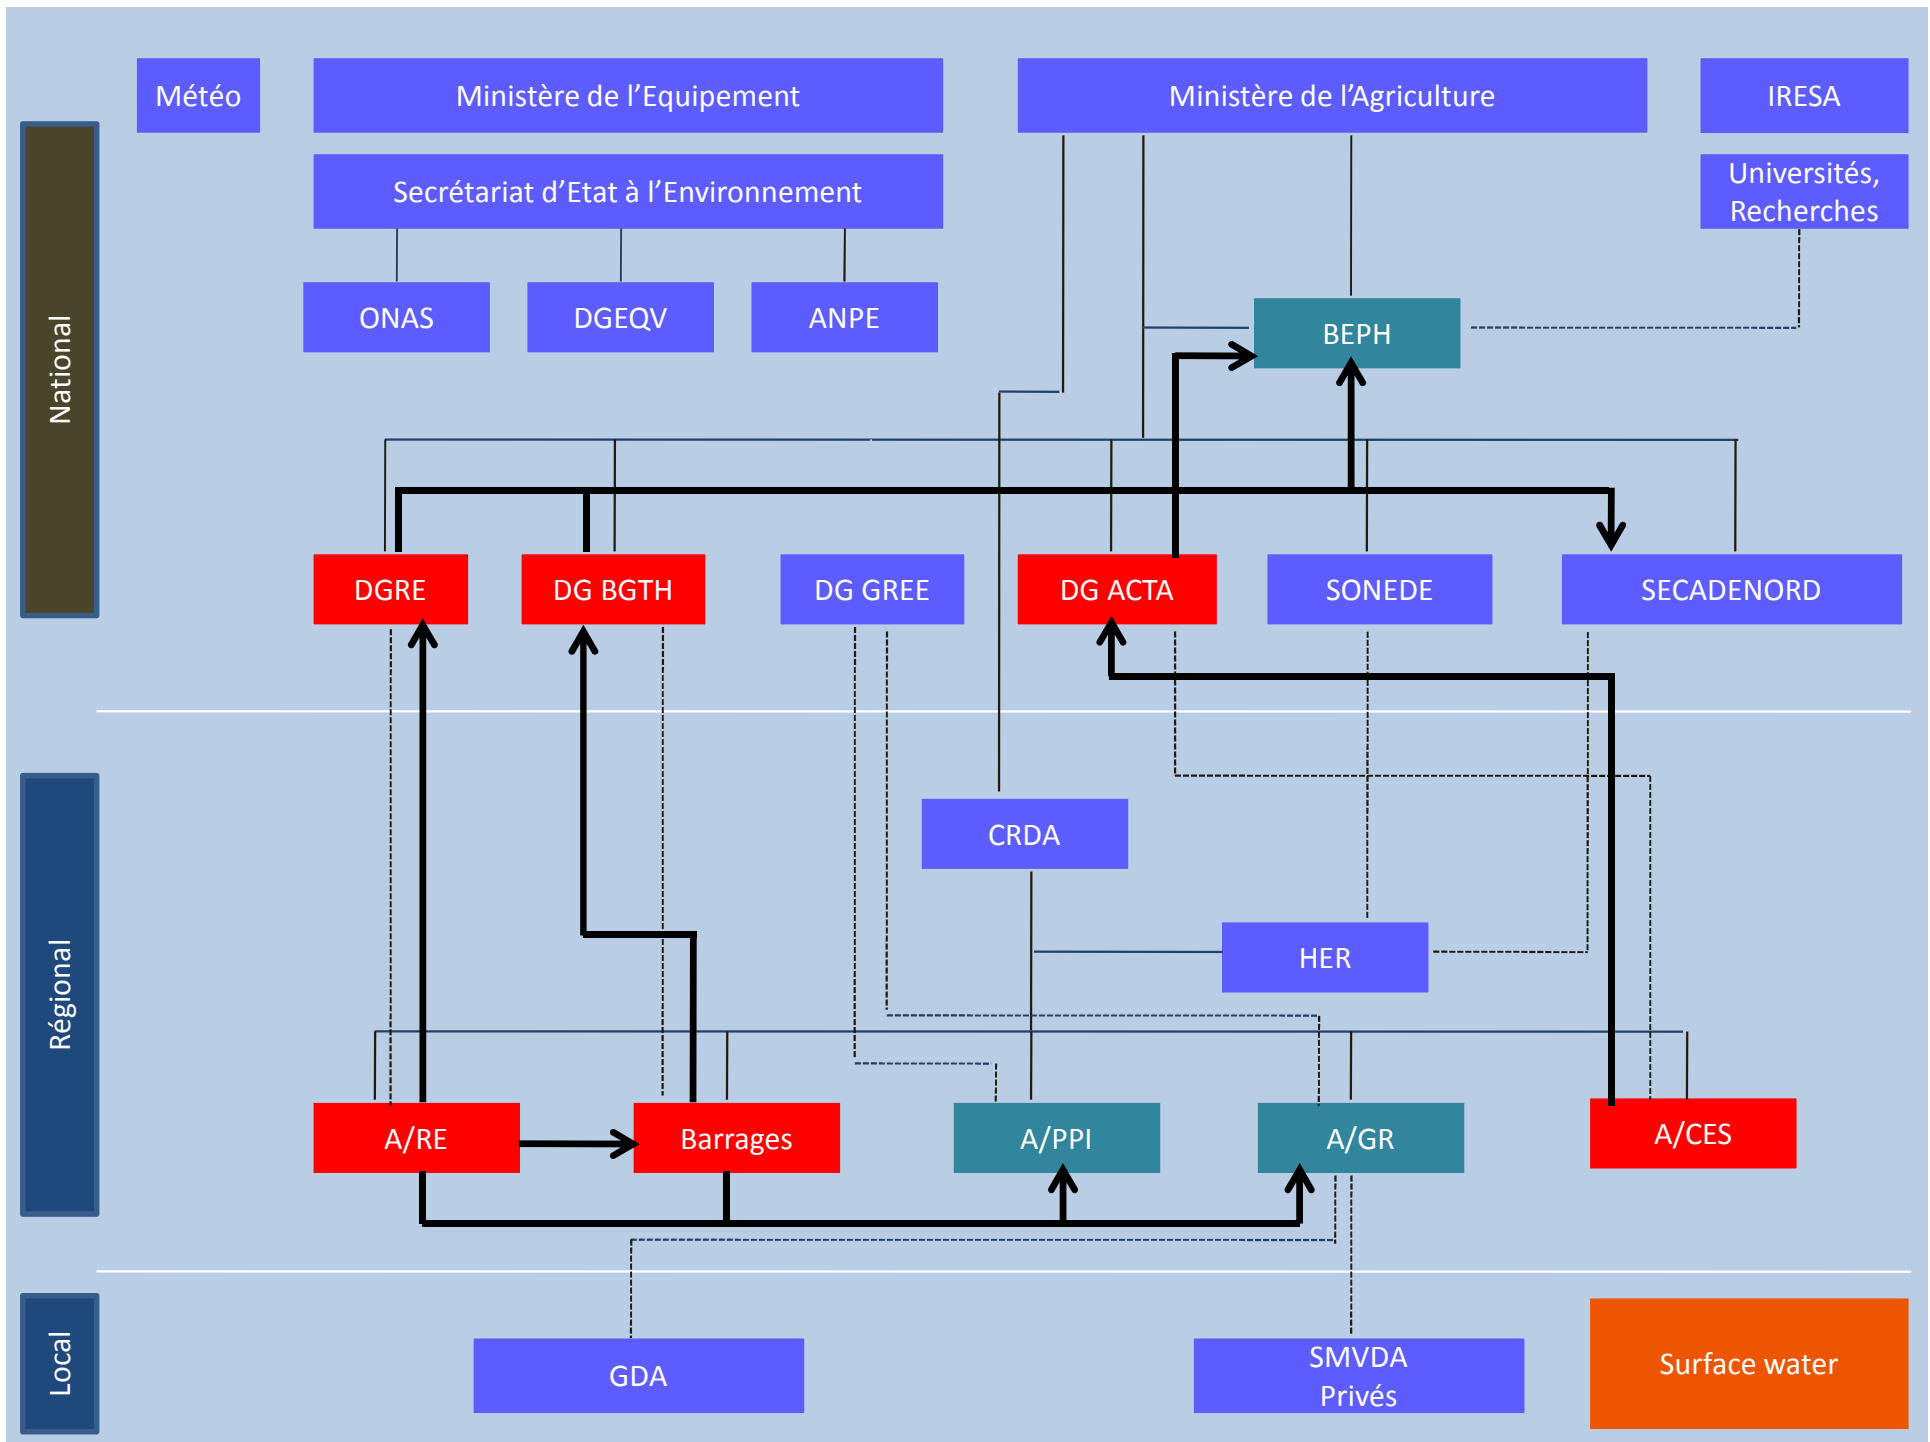 Météo
Ministère de l'Equipement
Ministère de l'Agriculture
IRESA
Secrétariat d'Etat à l'Environnement
Universités,
Recherches
National
ONAS
DGEQV
ANPE
BEPH
DGRE
DG BGTH
DG GREE
DG ACTA
SONEDE
SECADENORD
Régional
CRDA
HER
A/RE
Barrages
A/PPI
A/GR
A/CES
Local
GDA
SMVDA
Privés
Surface water